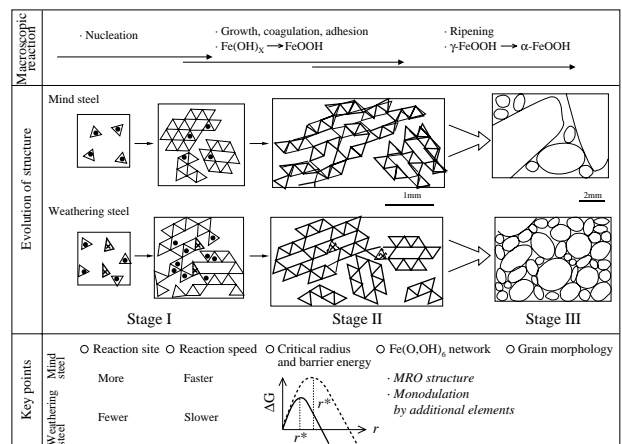 Macroscopic
reaction
· Nucleation
· Growth, coagulation, adhesion
· Fe(OH)X → FeOOH
· Ripening
· γ-FeOOH → α-FeOOH
Evolution of structure
Mind steel
1mm
2mm
Weathering steel
Stage I
Stage II
Stage III
Key points
Mind
steel
Weathering
steel
○ Reaction site
○ Reaction speed
○ Critical radius
and barrier energy
○ Fe(O,OH)6 network
○ Grain morphology
More
Faster
Fewer
Slower
ΔG
r*
r*
r
· MRO structure
· Monodulation
by additional elements